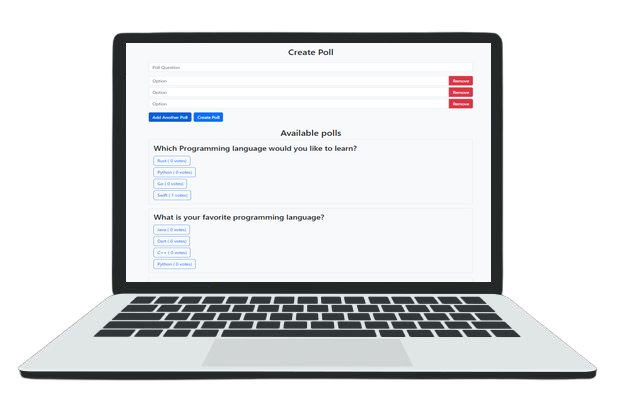 Create Poll
Poll Question
Option Remove
Option Remove
Option Remove
Add Another Poll Create Poll
Available polls
Which Programming language would you like to learn?
Rust ( 0 votes)
Python ( 0 votes)
Go ( 0 votes)
Swift ( 1 votes)
What is your favorite programming language?
Java ( 0 votes)
Dart ( 0 votes)
C++ ( 0 votes)
Python ( 0 votes)